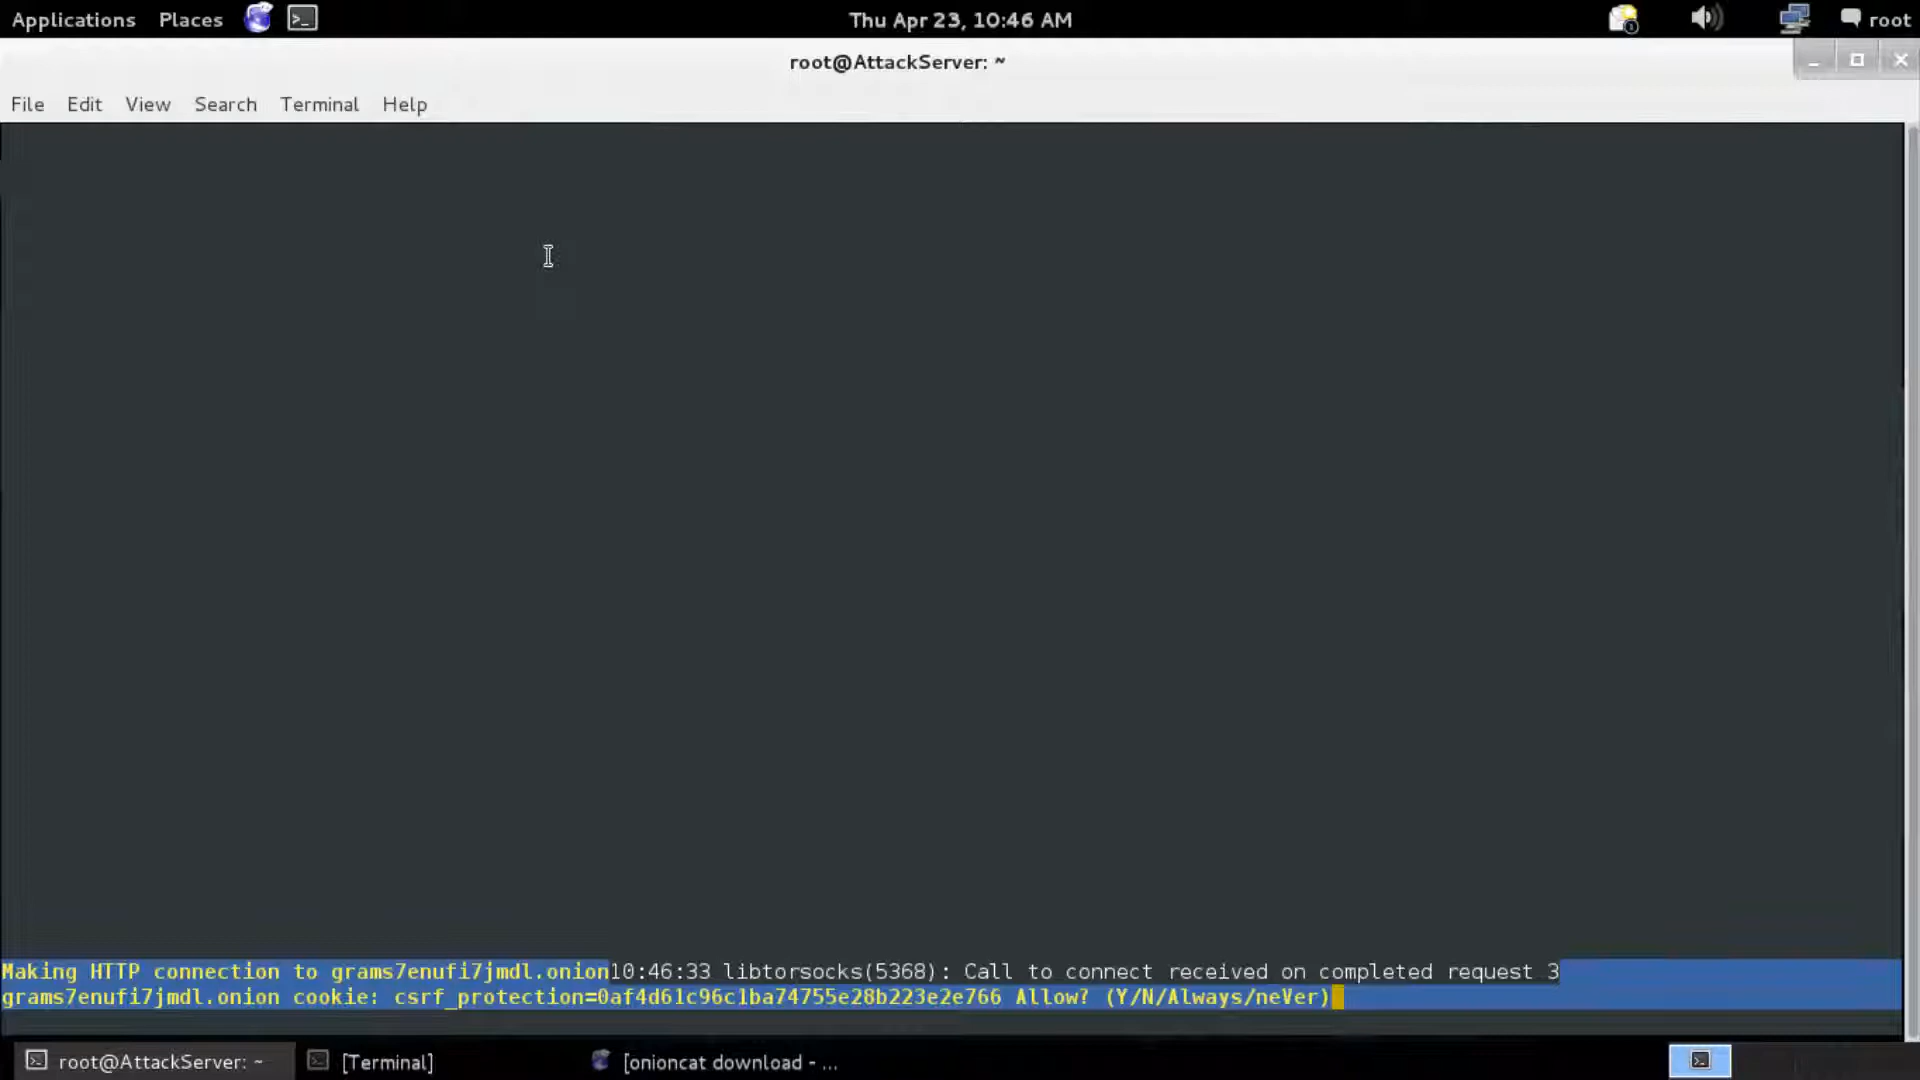 Applications Places Thu Apr 23, 10:46 AM root
root@AttackServer: ~
File Edit View Search Terminal Help
Making HTTP connection to grams7enufi7jmdl.onion10:46:33 libtorsocks(5368): Call to connect received on completed request 3
grams7enufi7jmdl.onion cookie: csrf_protection=0af4d61c96c1ba74755e28b223e2e766 Allow? (Y/N/Always/neVer)
root@AttackServer: ~ [Terminal] [onioncat download - ...